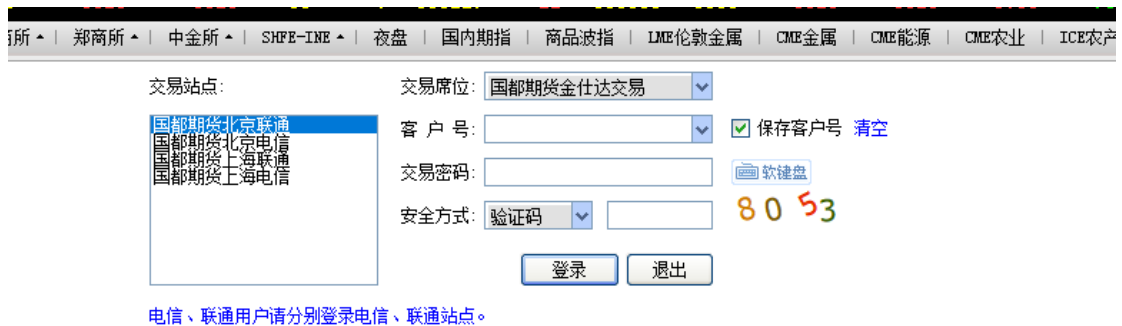 郑商所▲ | 中金所▲ | SHFE-INE▲ | 夜盘 | 国内期指 | 商品波指 | LME伦敦金属 | CME金属 | CME能源 | CME农业 | ICE农产
交易站点:
国都期货北京联通
国都期货北京电信
国都期货上海联通
国都期货上海电信
交易席位: 国都期货金仕达交易
客 户 号: 保存客户号 清空
交易密码: 软键盘
安全方式: 验证码 8053
登录 退出
电信、联通用户请分别登录电信、联通站点。